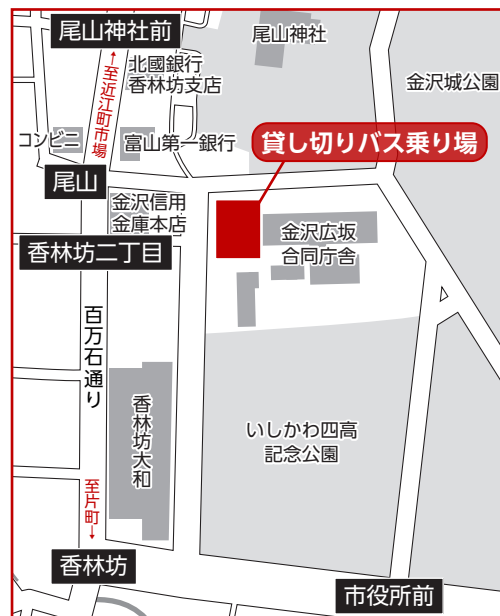 尾山神社前
尾山神社
北國銀行
香林坊支店
金沢城公園
←至近江町市場
コンビニ
富山第一銀行
貸し切りバス乗り場
尾山
金沢信用
金庫本店
金沢広坂
合同庁舎
香林坊二丁目
百万石通り
香林坊大和
いしかわ四高
記念公園
至片町→
香林坊
市役所前